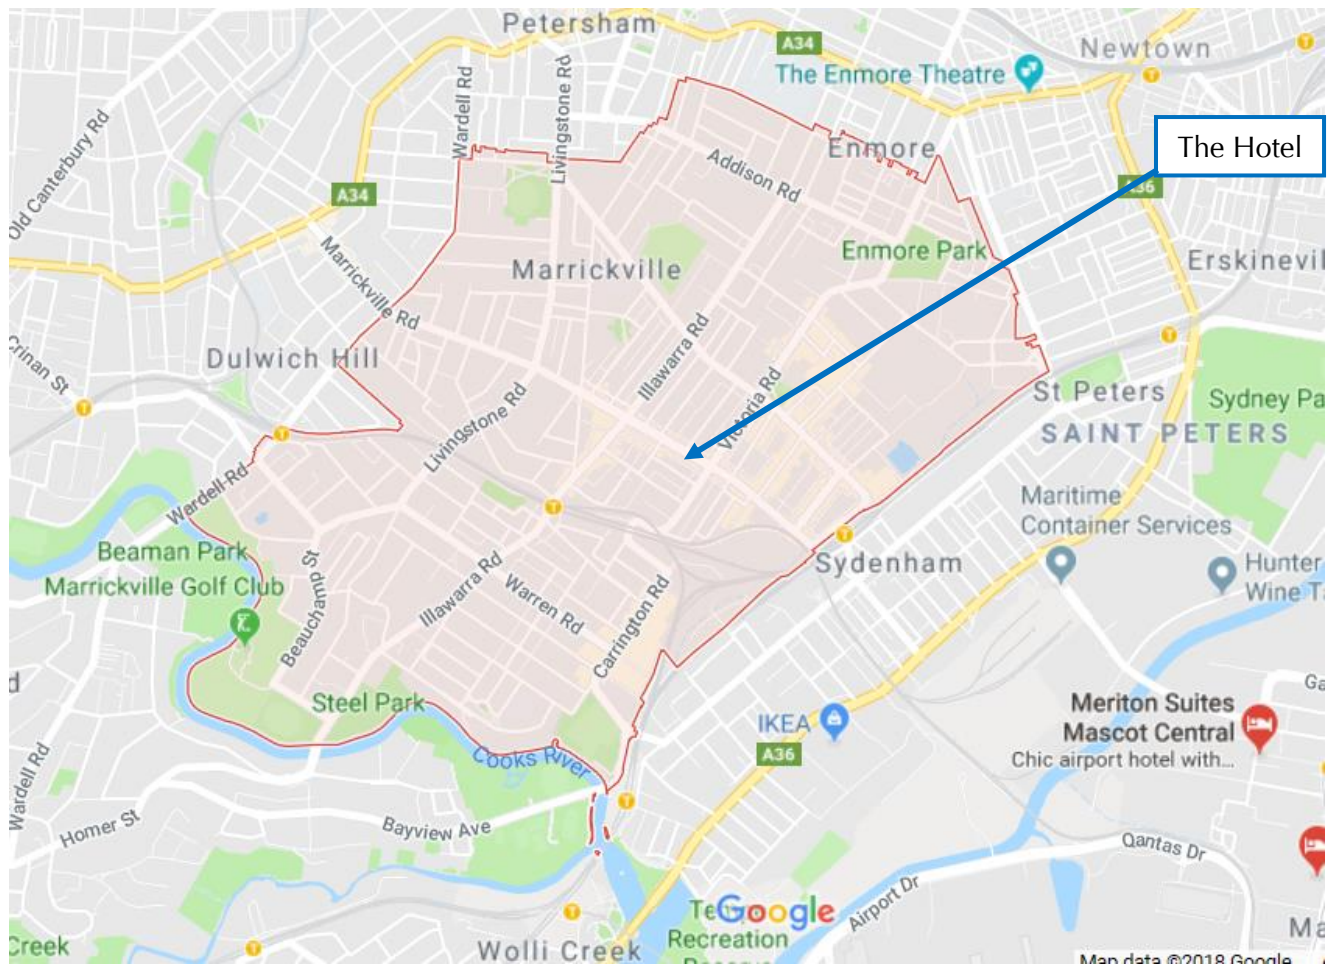 Petersham
A34
Newtown
The Enmore Theatre
Wardell Rd
Livingstone Rd
Old Canterbury Rd
The Hotel
Enmore
Addison Rd
A36
A34
Marrickville Rd
Enmore Park
Marrickville
Erskinevil
Illawarra Rd
Crinan St
Dulwich Hill
Victoria Rd
St Peters
Sydney Pa
Livingstone Rd
SAINT PETERS
Wardell Rd
Maritime
Container Services
Beaman Park
Marrickville Golf Club
Sydenham
Hunter
Wine T
Illawarra Rd
Warren Rd
Beauchamp St
Carrington Rd
d
Steel Park
Ga
Meriton Suites
Mascot Central
Chic airport hotel with...
IKEA
A36
Cooks River
Wardell Rd
Homer St
Bayview Ave
Qantas Dr
Airport Dr
Google
Recreation
Creek
Wolli Creek
Ma
Map data ©2018 Google